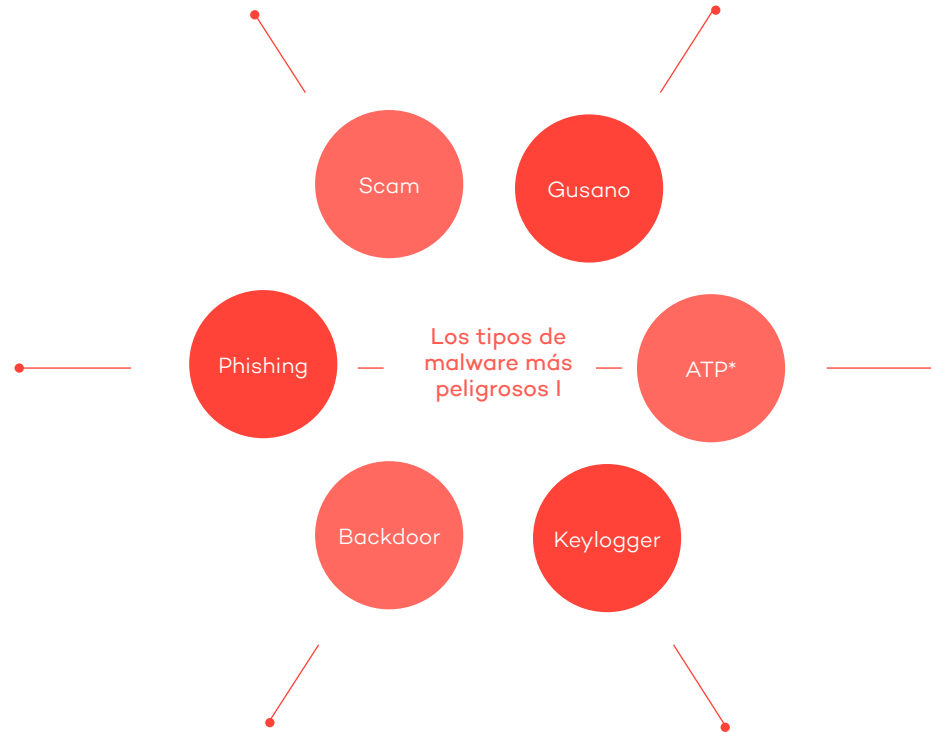 Scam
Gusano
Phishing
Los tipos de
malware más
peligrosos I
ATP*
Backdoor
Keylogger